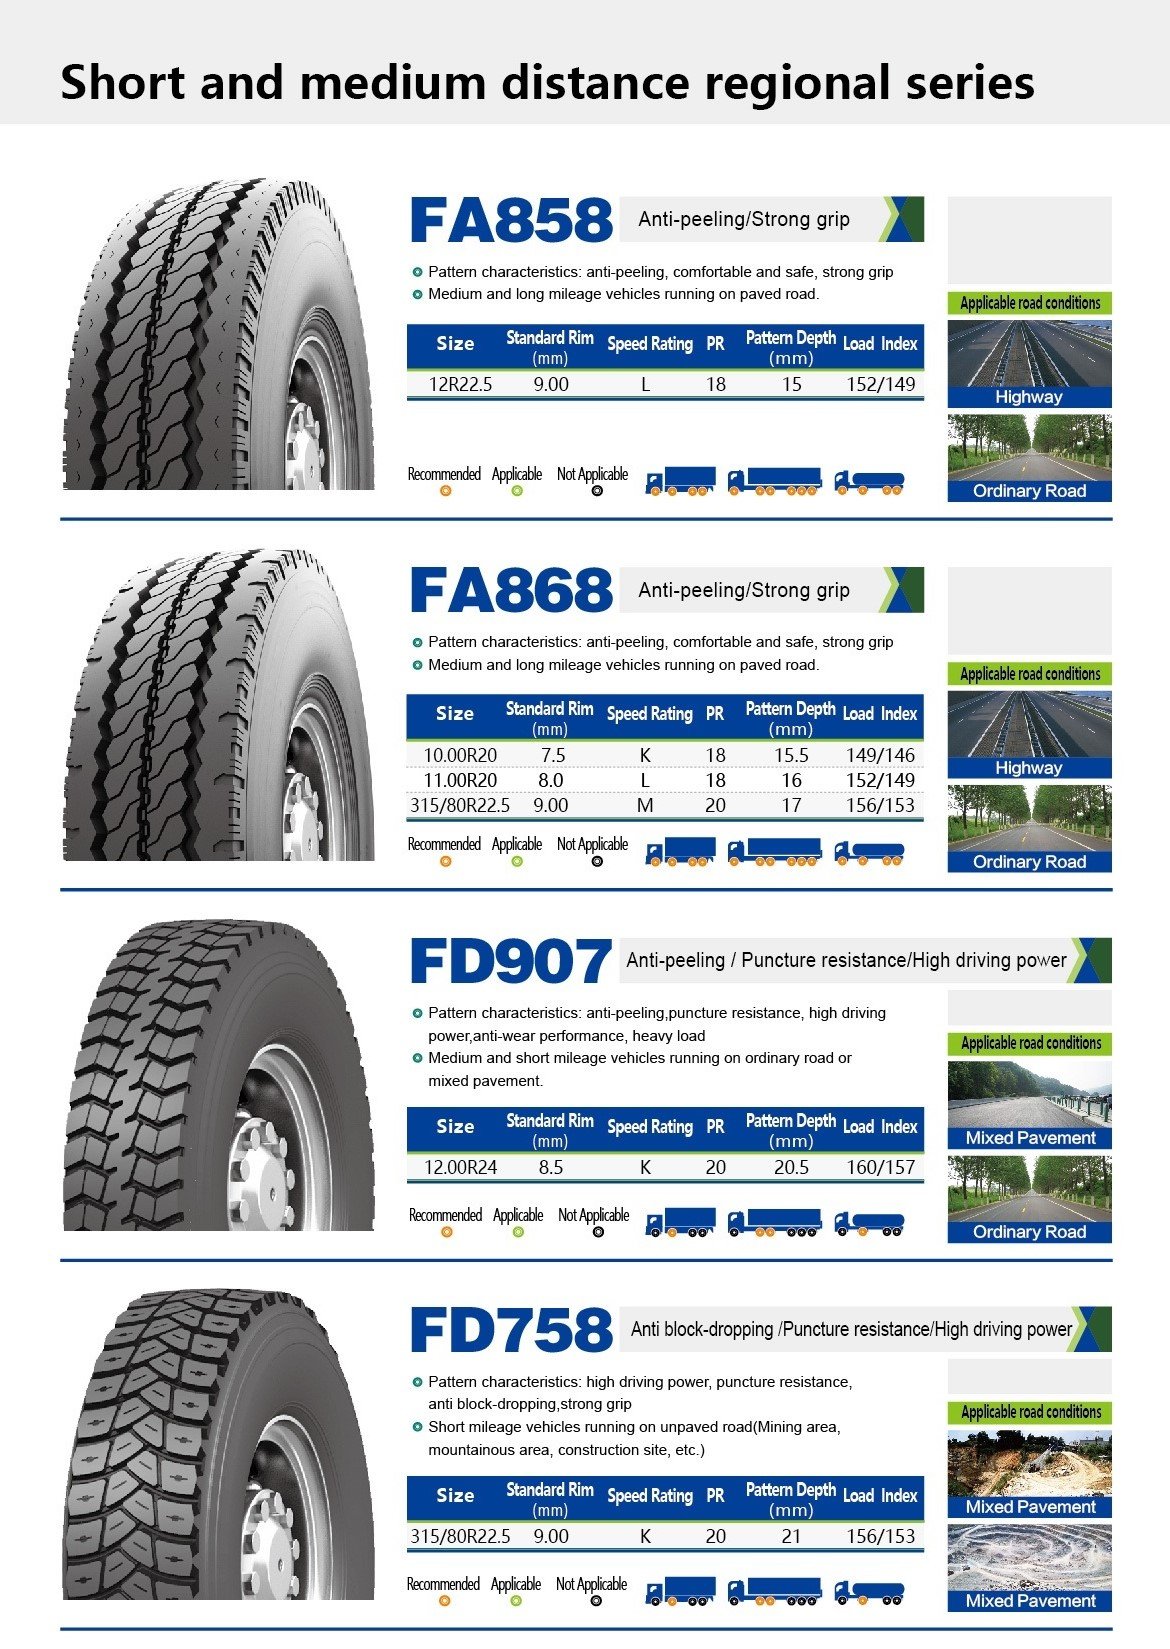 Short and medium distance regional series
FA858 Anti-peeling/Strong grip
Pattern characteristics: anti-peeling, comfortable and safe, strong grip
Medium and long mileage vehicles running on paved road.
Applicable road conditions
Size Standard Rim (mm) Speed Rating PR Pattern Depth (mm) Load Index
12R22.5 9.00 L 18 15 152/149
Highway
Recommended Applicable Not Applicable
Ordinary Road
FA868 Anti-peeling/Strong grip
Pattern characteristics: anti-peeling, comfortable and safe, strong grip
Medium and long mileage vehicles running on paved road.
Applicable road conditions
Size Standard Rim (mm) Speed Rating PR Pattern Depth (mm) Load Index
10.00R20 7.5 K 18 15.5 149/146
Highway
11.00R20 8.0 L 18 16 152/149
315/80R22.5 9.00 M 20 17 156/153
Recommended Applicable Not Applicable
Ordinary Road
FD907 Anti-peeling / Puncture resistance/High driving power
Pattern characteristics: anti-peeling,puncture resistance, high driving
power,anti-wear performance, heavy load
Applicable road conditions
Medium and short mileage vehicles running on ordinary road or
mixed pavement.
Size Standard Rim (mm) Speed Rating PR Pattern Depth (mm) Load Index
Mixed Pavement
12.00R24 8.5 K 20 20.5 160/157
Recommended Applicable Not Applicable
Ordinary Road
FD758 Anti block-dropping /Puncture resistance/High driving power
Pattern characteristics: high driving power, puncture resistance,
anti block-dropping,strong grip
Applicable road conditions
Short mileage vehicles running on unpaved road(Mining area,
mountainous area, construction site, etc.)
Size Standard Rim (mm) Speed Rating PR Pattern Depth (mm) Load Index
Mixed Pavement
315/80R22.5 9.00 K 20 21 156/153
Recommended Applicable Not Applicable
Mixed Pavement